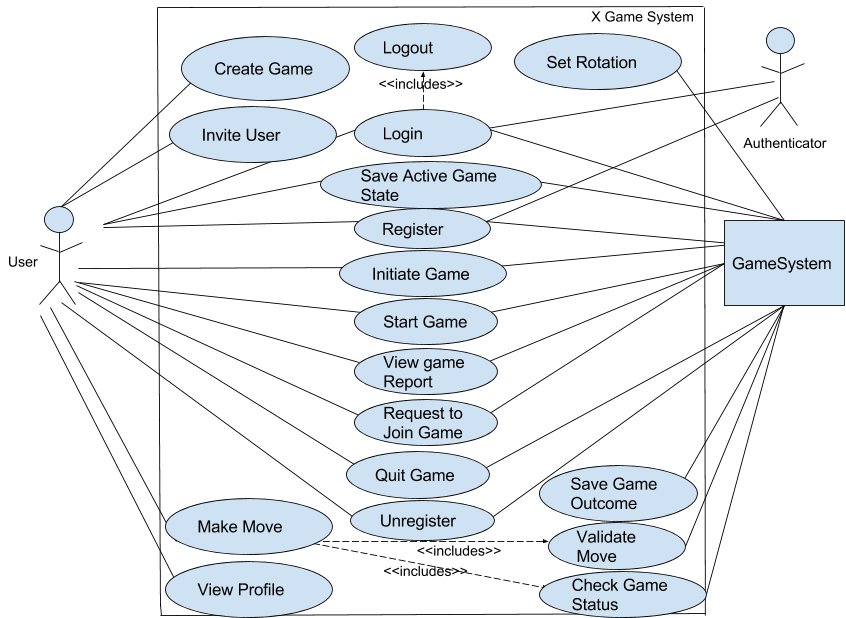 X Game System
Logout
Create Game
Set Rotation
<<includes>>
Invite User
Login
Authenticator
Save Active Game
State
Register
User
GameSystem
Initiate Game
Start Game
View game
Report
Request to
Join Game
Quit Game
Save Game
Outcome
Unregister
Make Move
Validate
Move
<<includes>>
<<includes>>
View Profile
Check Game
Status